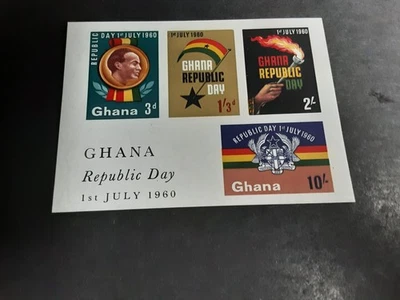 REPUBLIC DAY 1st JULY 1960
Ghana 3d
1st JULY 1960
GHANA
REPUBLIC
DAY
1/3d
1st JULY 1960
GHANA
REPUBLIC
DAY
2/-
REPUBLIC DAY 1st JULY 1960
Ghana 10/-
GHANA
Republic Day
1st JULY 1960